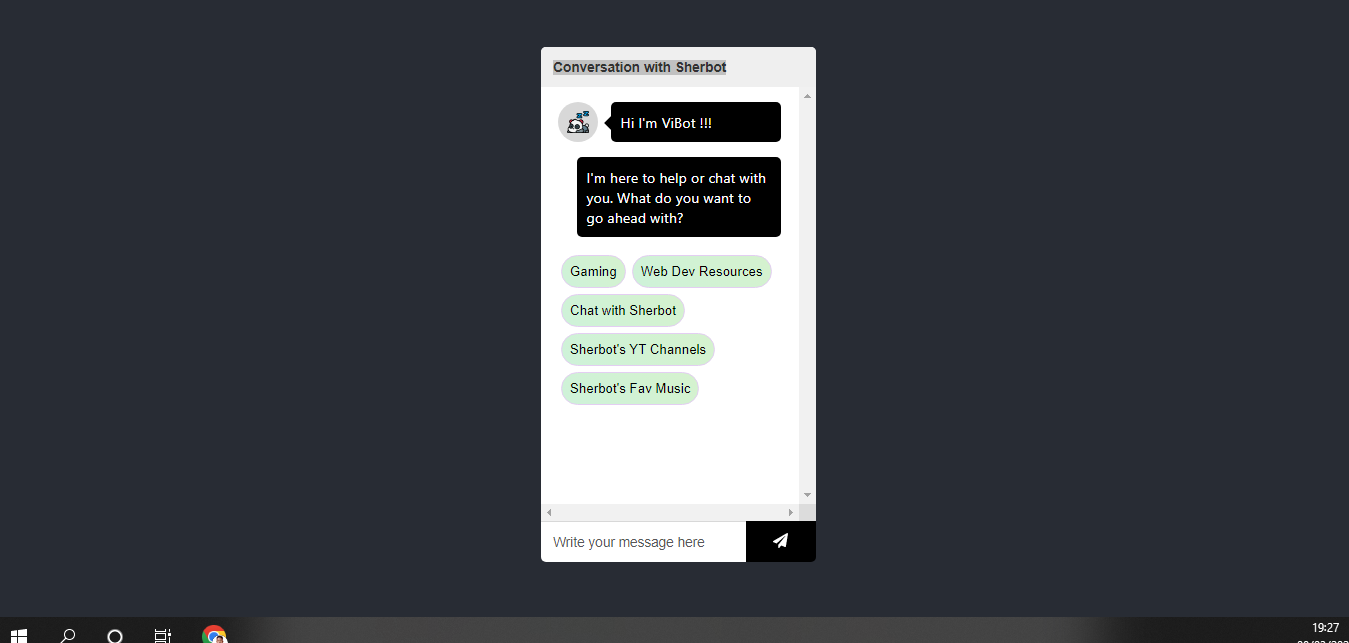 Conversation with Sherbot
Hi I'm ViBot !!!
I'm here to help or chat with
you. What do you want to
go ahead with?
Gaming
Web Dev Resources
Chat with Sherbot
Sherbot's YT Channels
Sherbot's Fav Music
Write your message here
19:27